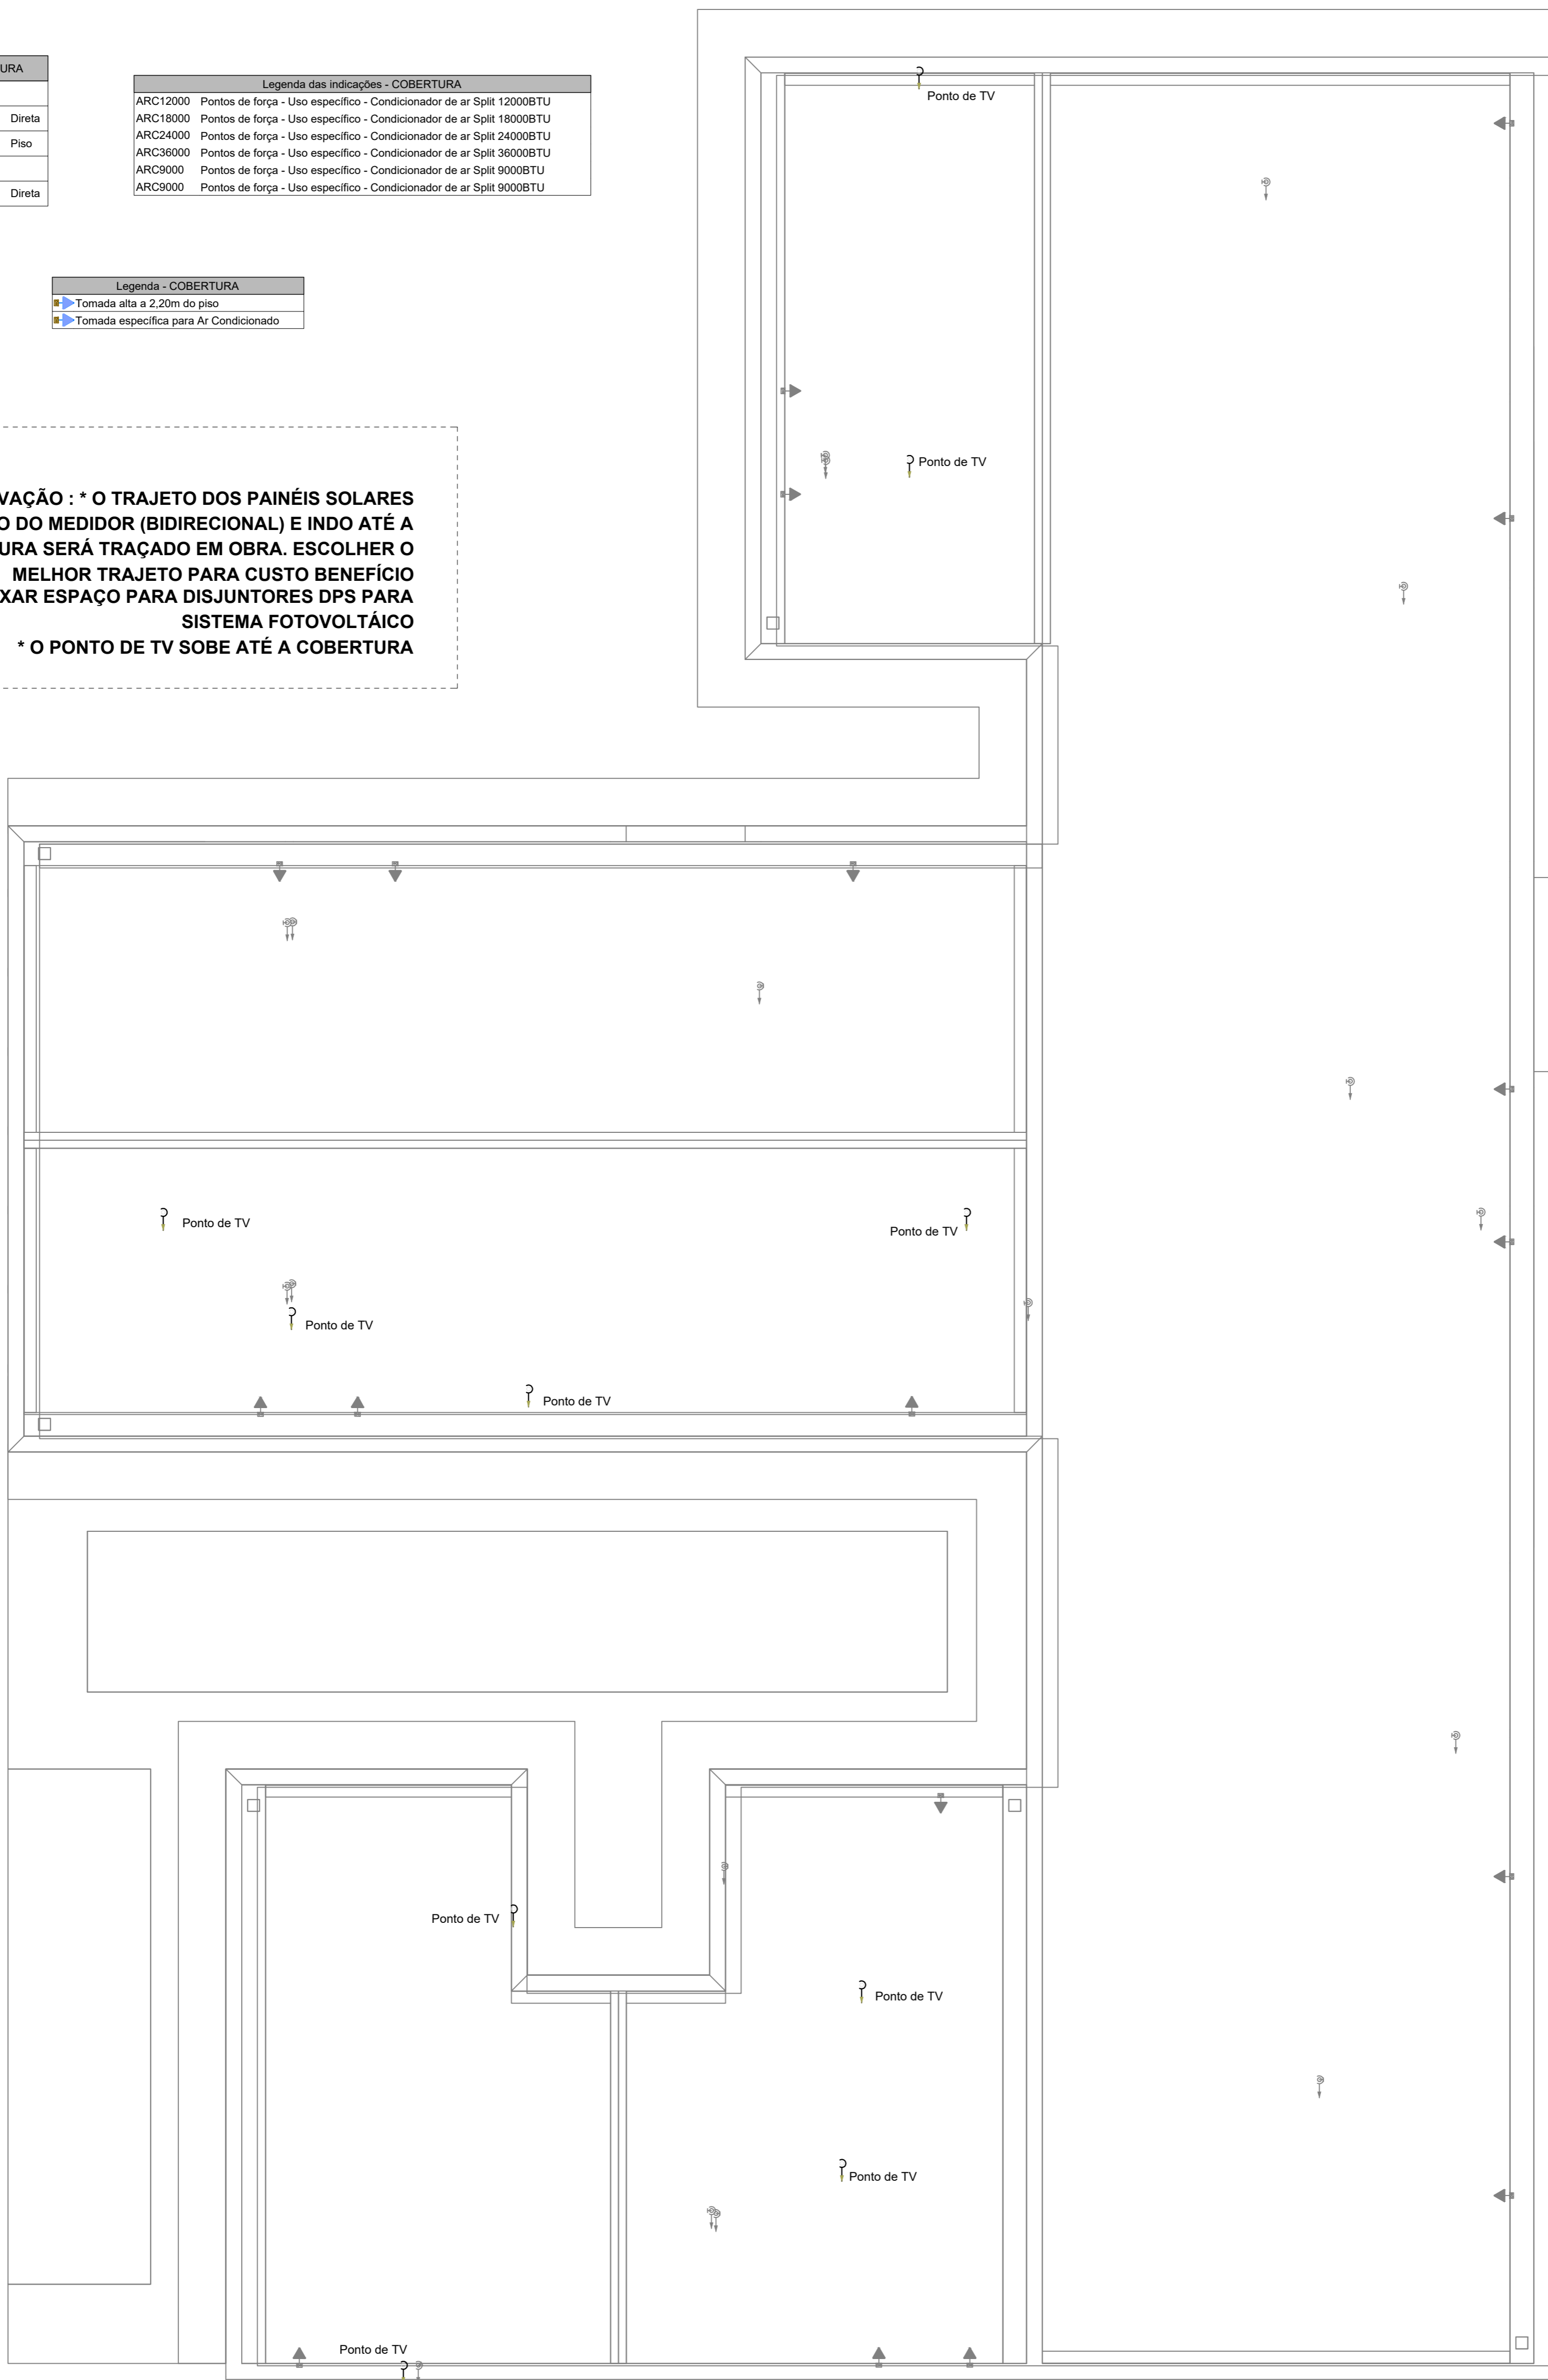 URA
Direta
Piso
Direta
Legenda das indicações - COBERTURA
ARC12000 Pontos de força - Uso específico - Condicionador de ar Split 12000BTU
ARC18000 Pontos de força - Uso específico - Condicionador de ar Split 18000BTU
ARC24000 Pontos de força - Uso específico - Condicionador de ar Split 24000BTU
ARC36000 Pontos de força - Uso específico - Condicionador de ar Split 36000BTU
ARC9000 Pontos de força - Uso específico - Condicionador de ar Split 9000BTU
ARC9000 Pontos de força - Uso específico - Condicionador de ar Split 9000BTU
Legenda - COBERTURA
Tomada alta a 2,20m do piso
Tomada específica para Ar Condicionado
VAÇÃO : * O TRAJETO DOS PAINÉIS SOLARES
O DO MEDIDOR (BIDIRECIONAL) E INDO ATÉ A
URA SERÁ TRAÇADO EM OBRA. ESCOLHER O
MELHOR TRAJETO PARA CUSTO BENEFÍCIO
XAR ESPAÇO PARA DISJUNTORES DPS PARA
SISTEMA FOTOVOLTÁICO
* O PONTO DE TV SOBE ATÉ A COBERTURA
Ponto de TV
Ponto de TV
Ponto de TV
Ponto de TV
Ponto de TV
Ponto de TV
Ponto de TV
Ponto de TV
Ponto de TV
Ponto de TV